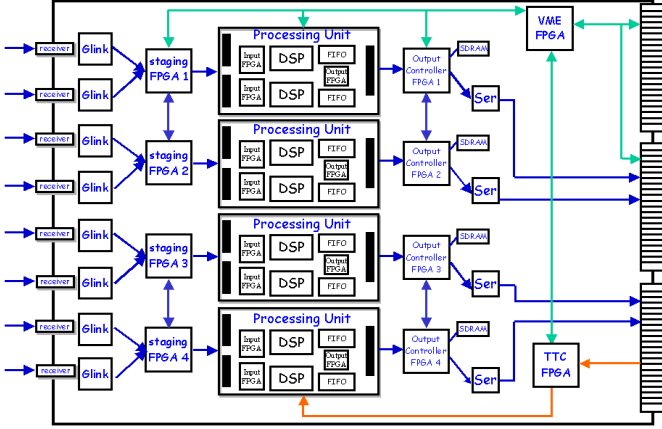 VME
FPGA
receiver
Glink
receiver
Glink
staging
FPGA 1
Processing Unit
Input
FPGA
DSP
FIFO
Output
FPGA
Input
FPGA
DSP
FIFO
Output
Controller
FPGA 1
SDRAM
Ser
receiver
Glink
receiver
Glink
staging
FPGA 2
Processing Unit
Input
FPGA
DSP
FIFO
Output
FPGA
Input
FPGA
DSP
FIFO
Output
Controller
FPGA 2
SDRAM
Ser
receiver
Glink
receiver
Glink
staging
FPGA 3
Processing Unit
Input
FPGA
DSP
FIFO
Output
FPGA
Input
FPGA
DSP
FIFO
Output
Controller
FPGA 3
SDRAM
Ser
receiver
Glink
receiver
Glink
staging
FPGA 4
Processing Unit
Input
FPGA
DSP
FIFO
Output
FPGA
Input
FPGA
DSP
FIFO
Output
Controller
FPGA 4
SDRAM
Ser
TTC
FPGA